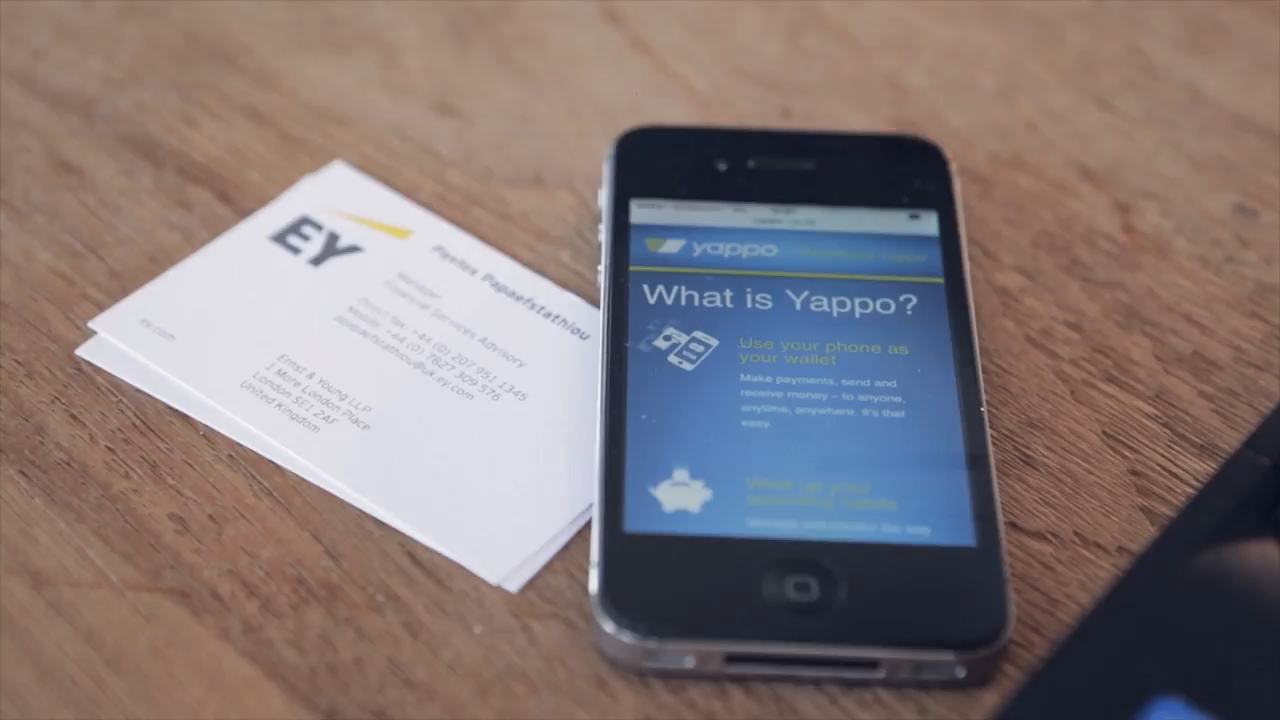 EY
Pavlos Papaefstathiou
Manager
Financial Services Advisory
Direct fax: +44 (0) 207 951 1345
Mobile: +44 (0) 7827 309 576
ppapaefstathiou@uk.ey.com
ey.com
Ernst & Young LLP
1 More London Place
London SE1 2AF
United Kingdom
yappo
What is Yappo?
Use your phone as
your wallet
VISA
Make payments, send and
receive money – to anyone,
anytime, anywhere. It's that
easy.